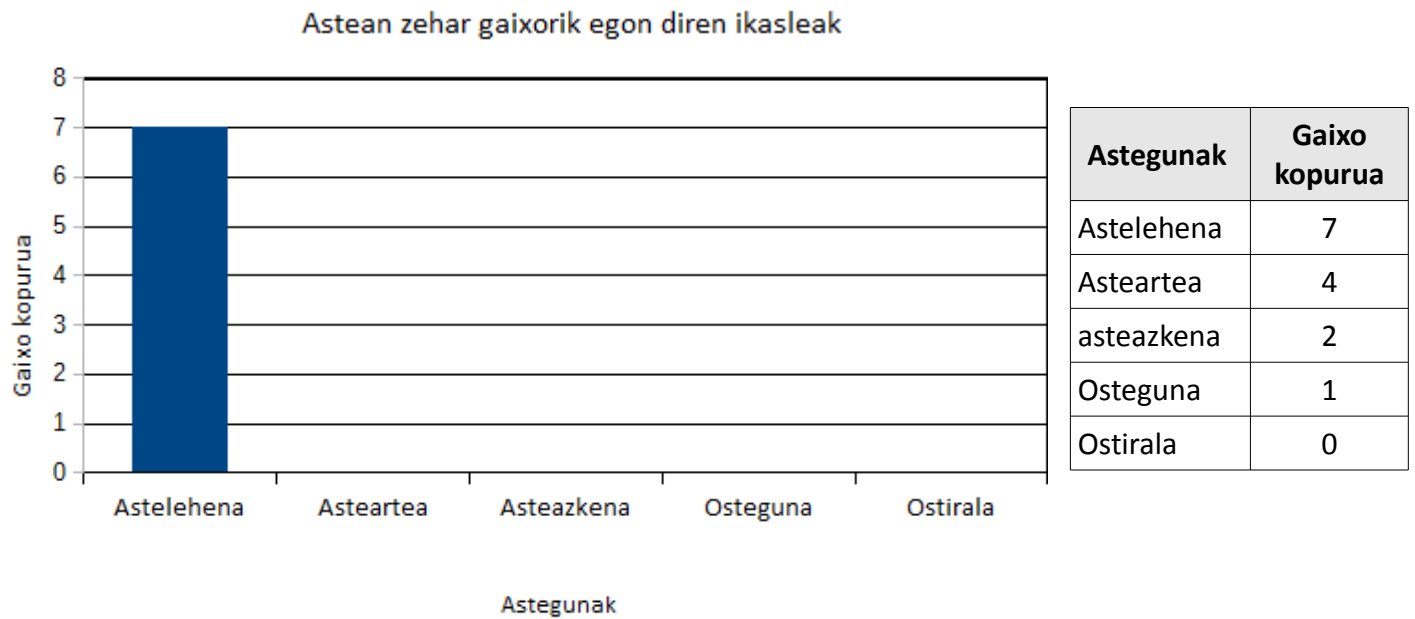 Astean zehar gaixorik egon diren ikasleak
8
7
6
5
4
3
2
1
0
Gaixo kopurua
Astelehena Asteartea Asteazkena Osteguna Ostirala
Astegunak
Astegunak Gaixo kopurua
Astelehena 7
Asteartea 4
asteazkena 2
Osteguna 1
Ostirala 0